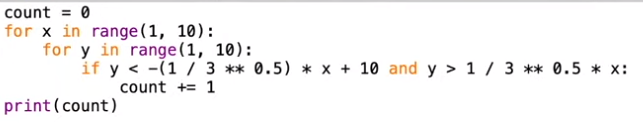 count = 0
for x in range(1, 10):
    for y in range(1, 10):
        if y < -(1 / 3 ** 0.5) * x + 10 and y > 1 / 3 ** 0.5 * x:
            count += 1
print(count)